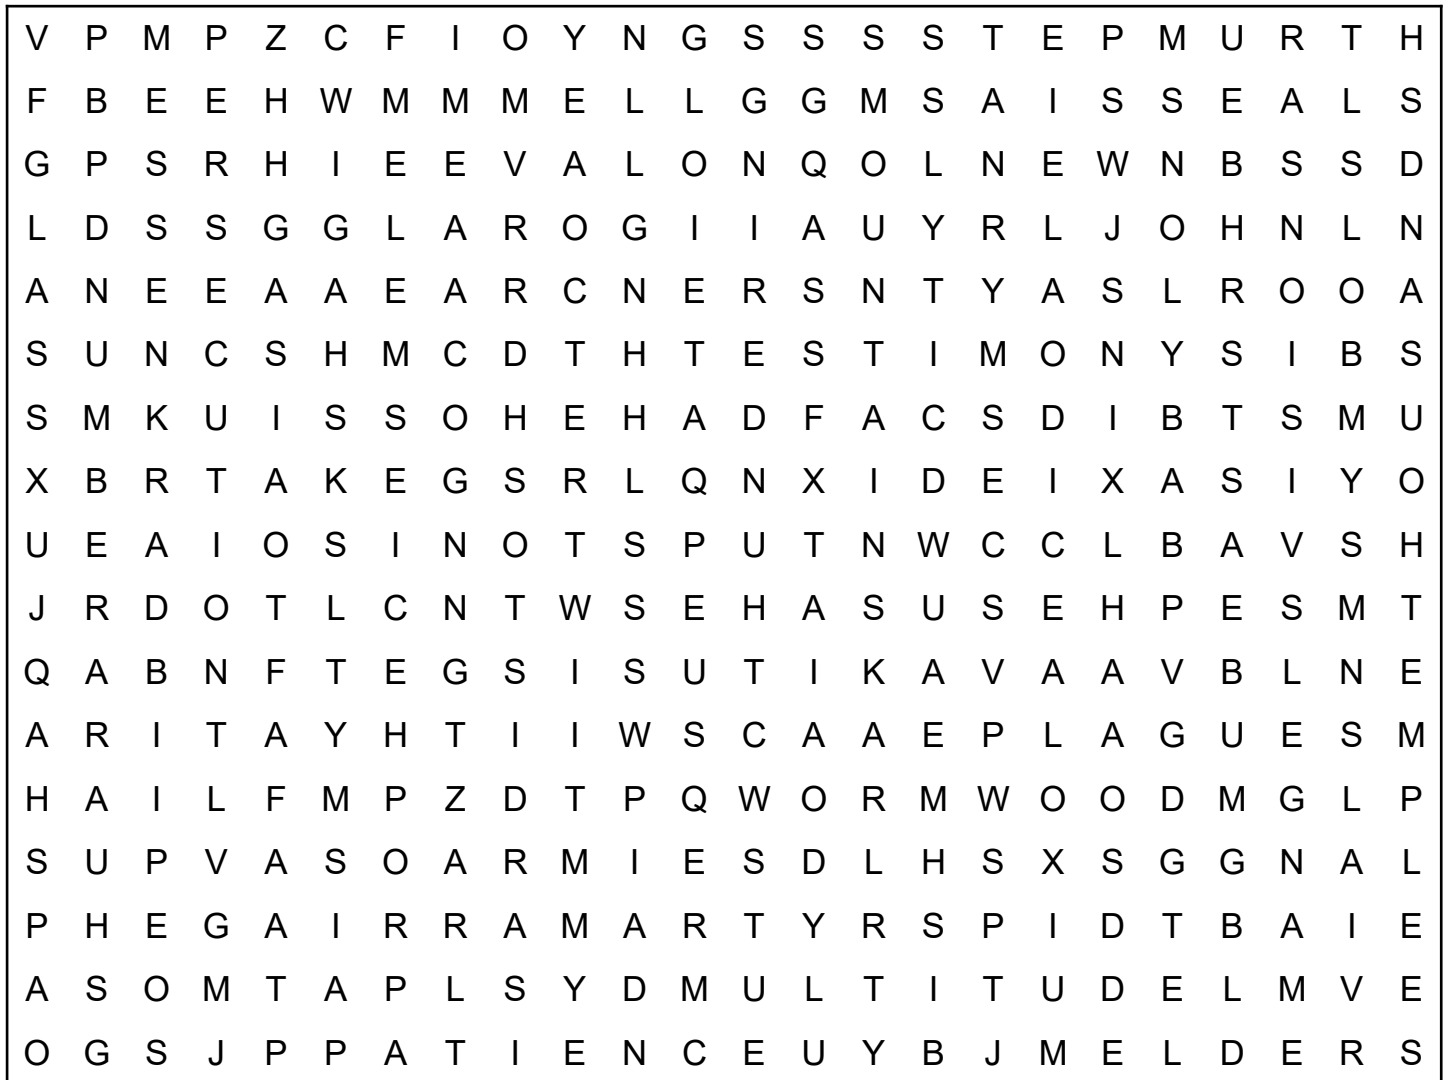 V P M P Z C F I O Y N G S S S S T E P M U R T H
F B E E H W M M M E L L G G M S A I S S E A L S
G P S R H I E E V A L O N Q O L N E W N B S S D
L D S S G G L A R O G I I A U Y R L J O H N L N
A N E E A A E A R C N E R S N T Y A S L R O O A
S U N C S H M C D T H T E S T I M O N Y S I B S
S M K U I S S O H E H A D F A C S D I B T S M U
X B R T A K E G S R L Q N X I D E I X A S I Y O
U E A I O S I N O T S P U T N W C C L B A V S H
J R D O T L C N T W S E H A S U S E H P E S M T
Q A B N F T E G S I S U T I K A V A A V B L N E
A R I T A Y H T I I W S C A A E P L A G U E S M
H A I L F M P Z D T P Q W O R M W O O D M G L P
S U P V A S O A R M I E S D L H S X S G G N A L
P H E G A I R R A M A R T Y R S P I D T B A I E
A S O M T A P L S Y D M U L T I T U D E L M V E
O G S J P P A T I E N C E U Y B J M E L D E R S